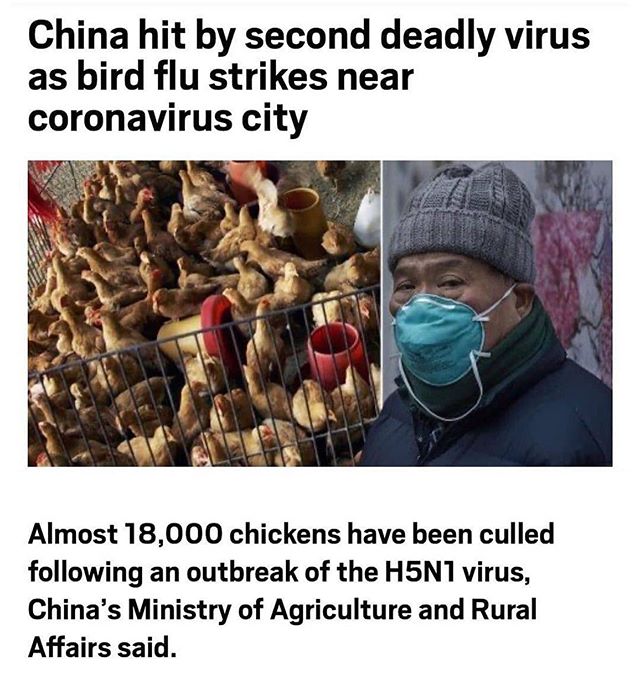 China hit by second deadly virus
as bird flu strikes near
coronavirus city
Almost 18,000 chickens have been culled
following an outbreak of the H5N1 virus,
China's Ministry of Agriculture and Rural
Affairs said.